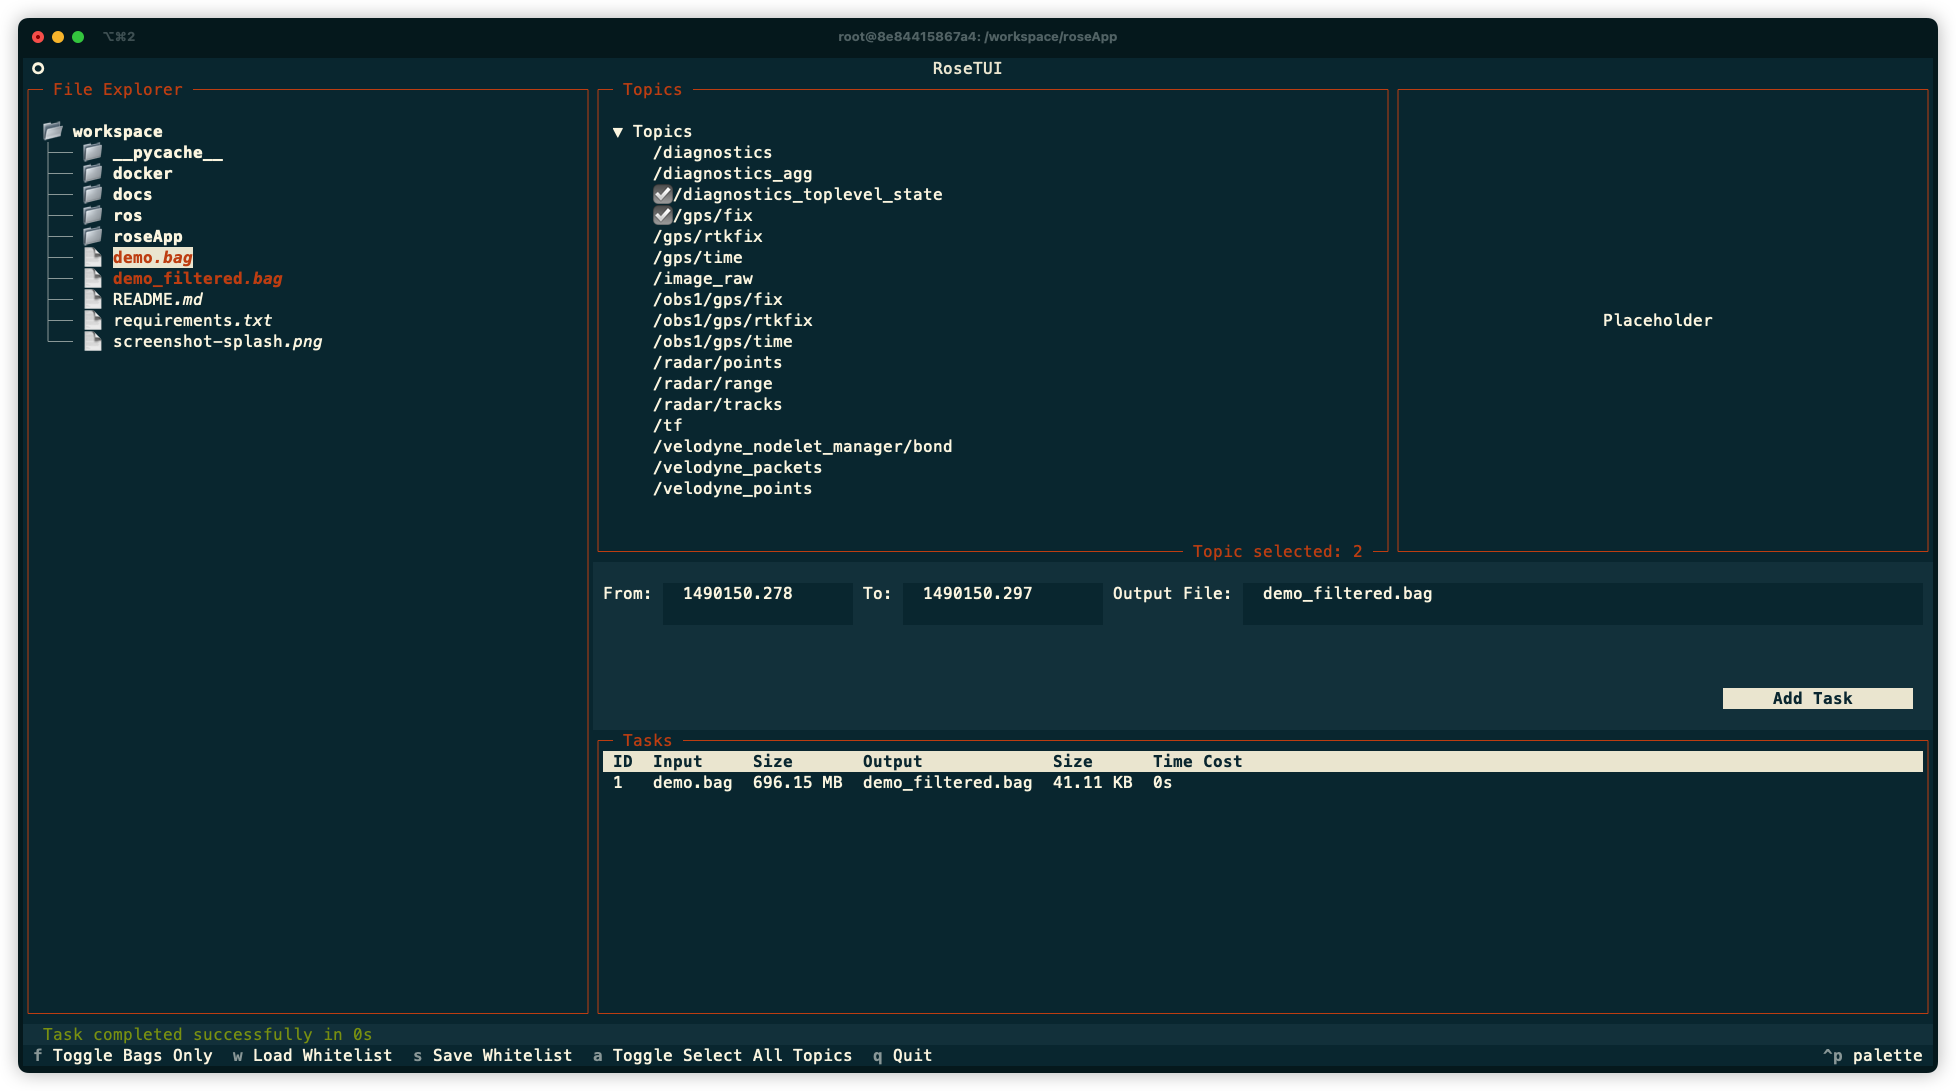 ⌥⌘2
root@8e84415867a4: /workspace/roseApp
RoseTUI
File Explorer
workspace
__pycache__
docker
docs
ros
roseApp
demo.bag
demo_filtered.bag
README.md
requirements.txt
screenshot-splash.png
Topics
▼ Topics
/diagnostics
/diagnostics_agg
/diagnostics_toplevel_state
/gps/fix
/gps/rtkfix
/gps/time
/image_raw
/obs1/gps/fix
/obs1/gps/rtkfix
/obs1/gps/time
/radar/points
/radar/range
/radar/tracks
/tf
/velodyne_nodelet_manager/bond
/velodyne_packets
/velodyne_points
Topic selected: 2
Placeholder
From: 1490150.278 To: 1490150.297 Output File: demo_filtered.bag
Add Task
Tasks
ID Input Size Output Size Time Cost
1 demo.bag 696.15 MB demo_filtered.bag 41.11 KB 0s
Task completed successfully in 0s
f Toggle Bags Only w Load Whitelist s Save Whitelist a Toggle Select All Topics q Quit ^p palette